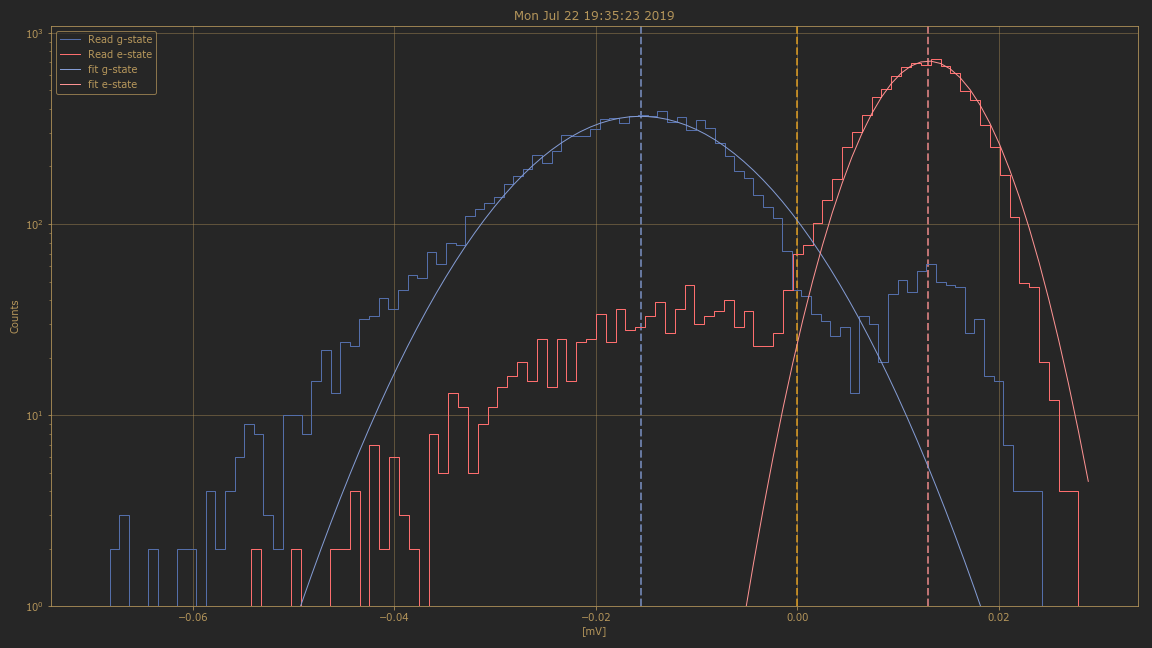 Mon Jul 22 19:35:23 2019
10³
Read g-state
Read e-state
fit g-state
fit e-state
10²
Counts
10¹
10⁰
−0.06 −0.04 −0.02 0.00 0.02
[mV]